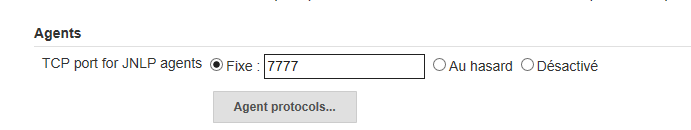 Agents
TCP port for JNLP agents Fixe : 7777 Au hasard Désactivé
Agent protocols...